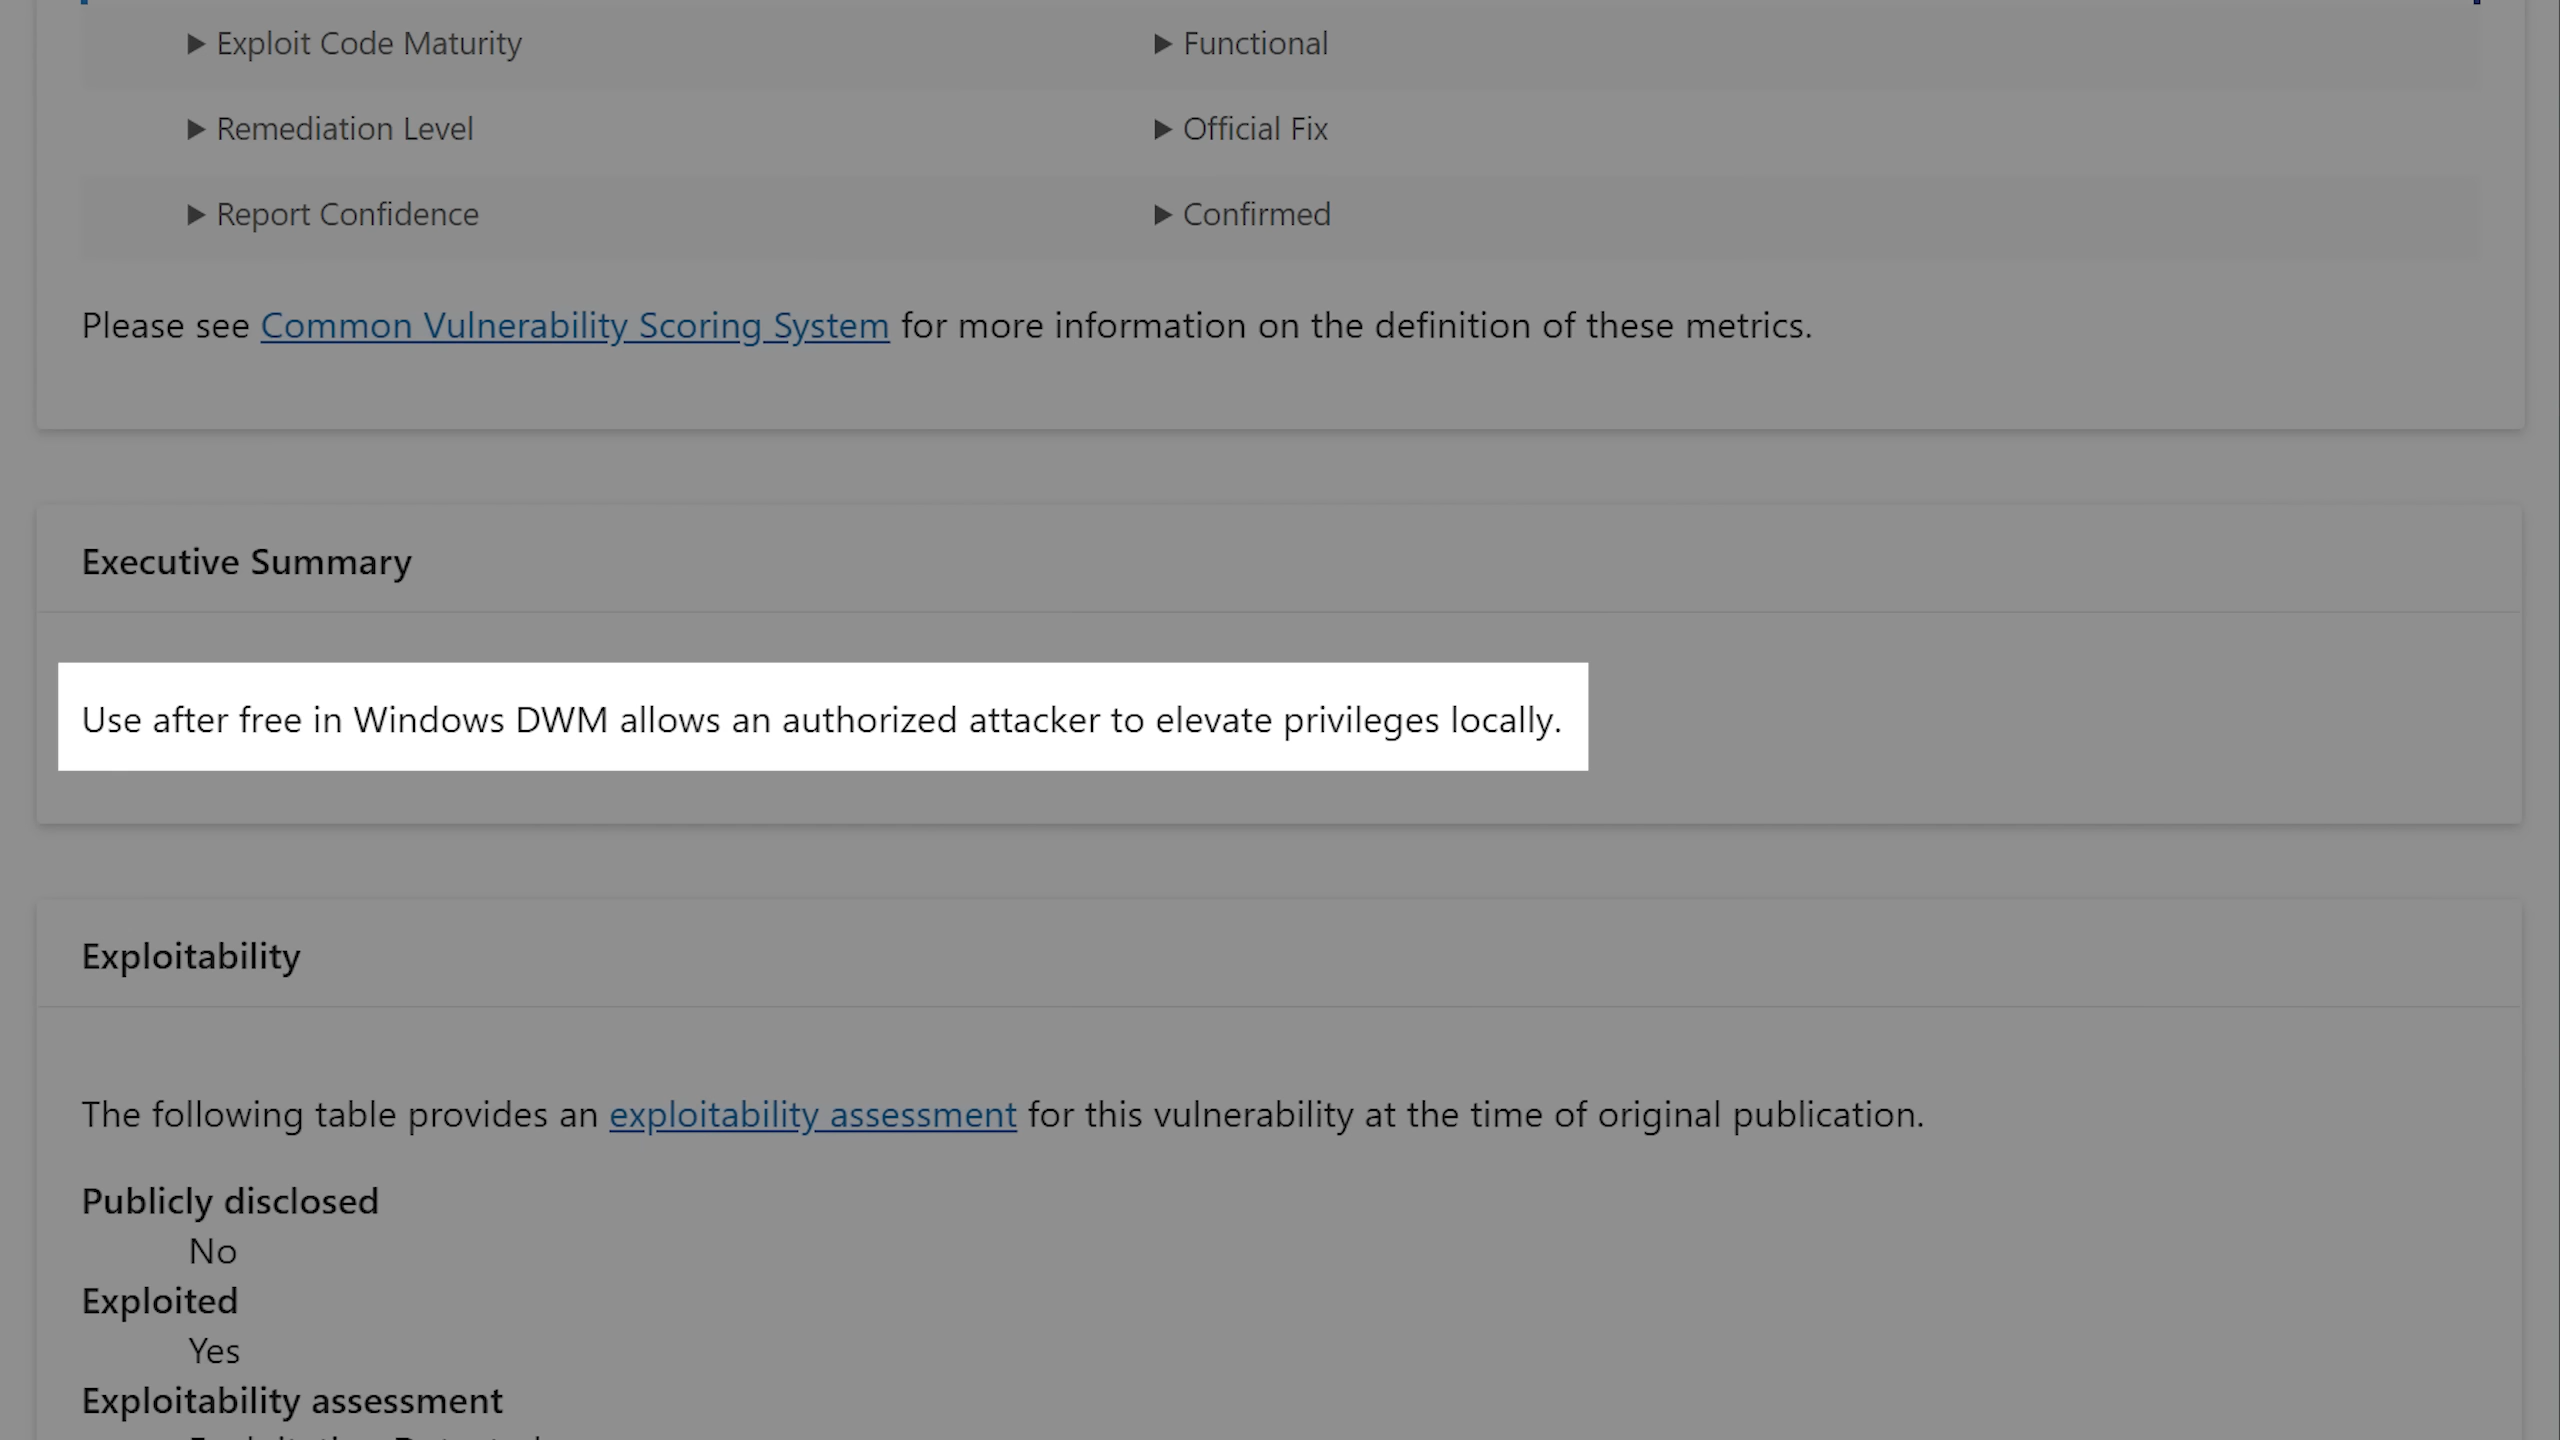 Exploit Code Maturity
Functional
Remediation Level
Official Fix
Report Confidence
Confirmed
Please see Common Vulnerability Scoring System for more information on the definition of these metrics.
Executive Summary
Use after free in Windows DWM allows an authorized attacker to elevate privileges locally.
Exploitability
The following table provides an exploitability assessment for this vulnerability at the time of original publication.
Publicly disclosed
No
Exploited
Yes
Exploitability assessment